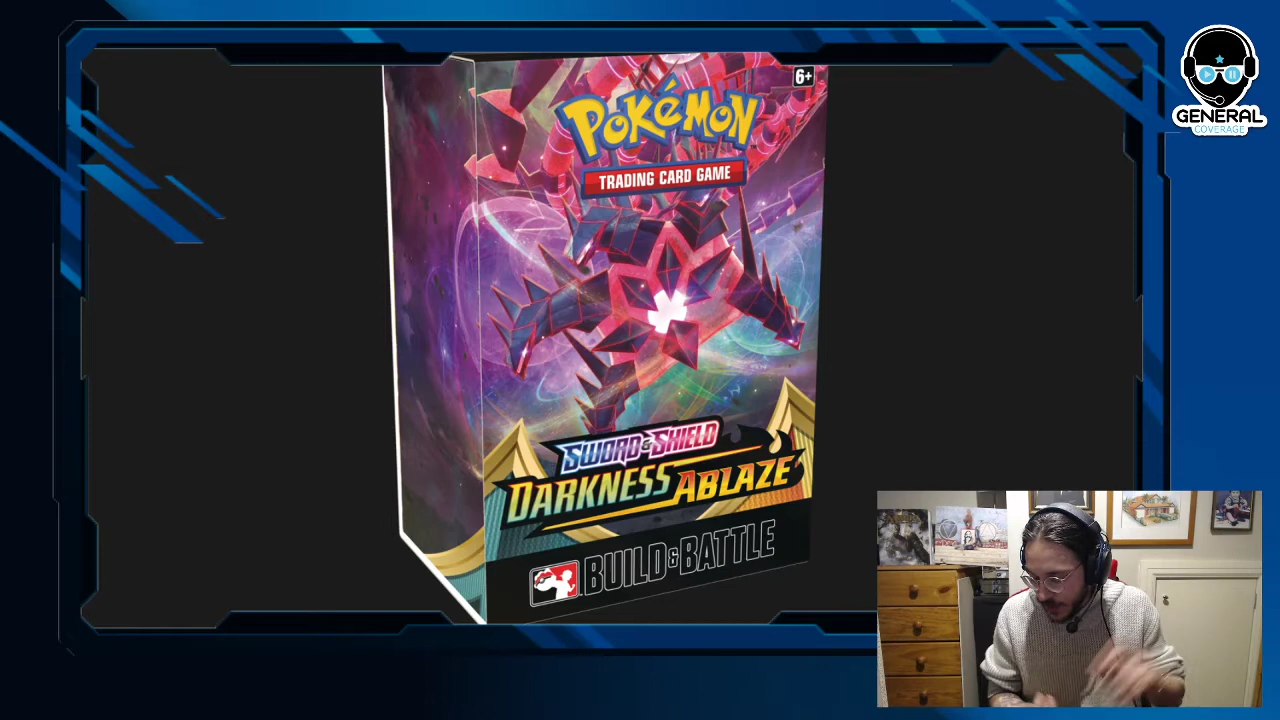 6+
POKéMON
TRADING CARD GAME
SWORD & SHIELD
DARKNESS ABLAZE
BUILD & BATTLE
GENERAL
COVERAGE